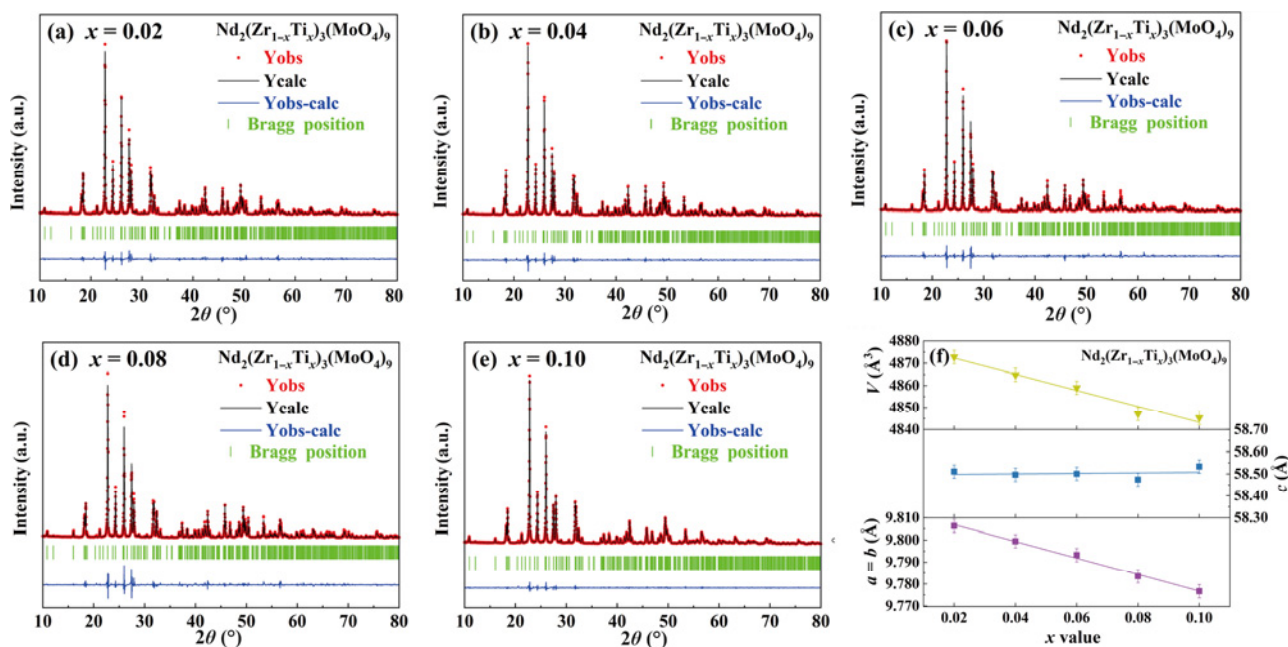 (a) x = 0.02
Nd₂(Zr₁₋ₓTiₓ)₃(MoO₄)₉
Yobs
Ycalc
Yobs-calc
Bragg position
Intensity (a.u.)
10 20 30 40 50 60 70 80
2θ (°)
(b) x = 0.04
Nd₂(Zr₁₋ₓTiₓ)₃(MoO₄)₉
Yobs
Ycalc
Yobs-calc
Bragg position
Intensity (a.u.)
10 20 30 40 50 60 70 80
2θ (°)
(c) x = 0.06
Nd₂(Zr₁₋ₓTiₓ)₃(MoO₄)₉
Yobs
Ycalc
Yobs-calc
Bragg position
Intensity (a.u.)
10 20 30 40 50 60 70 80
2θ (°)
(d) x = 0.08
Nd₂(Zr₁₋ₓTiₓ)₃(MoO₄)₉
Yobs
Ycalc
Yobs-calc
Bragg position
Intensity (a.u.)
10 20 30 40 50 60 70 80
2θ (°)
(e) x = 0.10
Nd₂(Zr₁₋ₓTiₓ)₃(MoO₄)₉
Yobs
Ycalc
Yobs-calc
Bragg position
Intensity (a.u.)
10 20 30 40 50 60 70 80
2θ (°)
(f)
Nd₂(Zr₁₋ₓTiₓ)₃(MoO₄)₉
V (Å³)
4880
4870
4860
4850
4840
c (Å)
58.70
58.60
58.50
58.40
58.30
a = b (Å)
9.810
9.800
9.790
9.780
9.770
0.02 0.04 0.06 0.08 0.10
x value